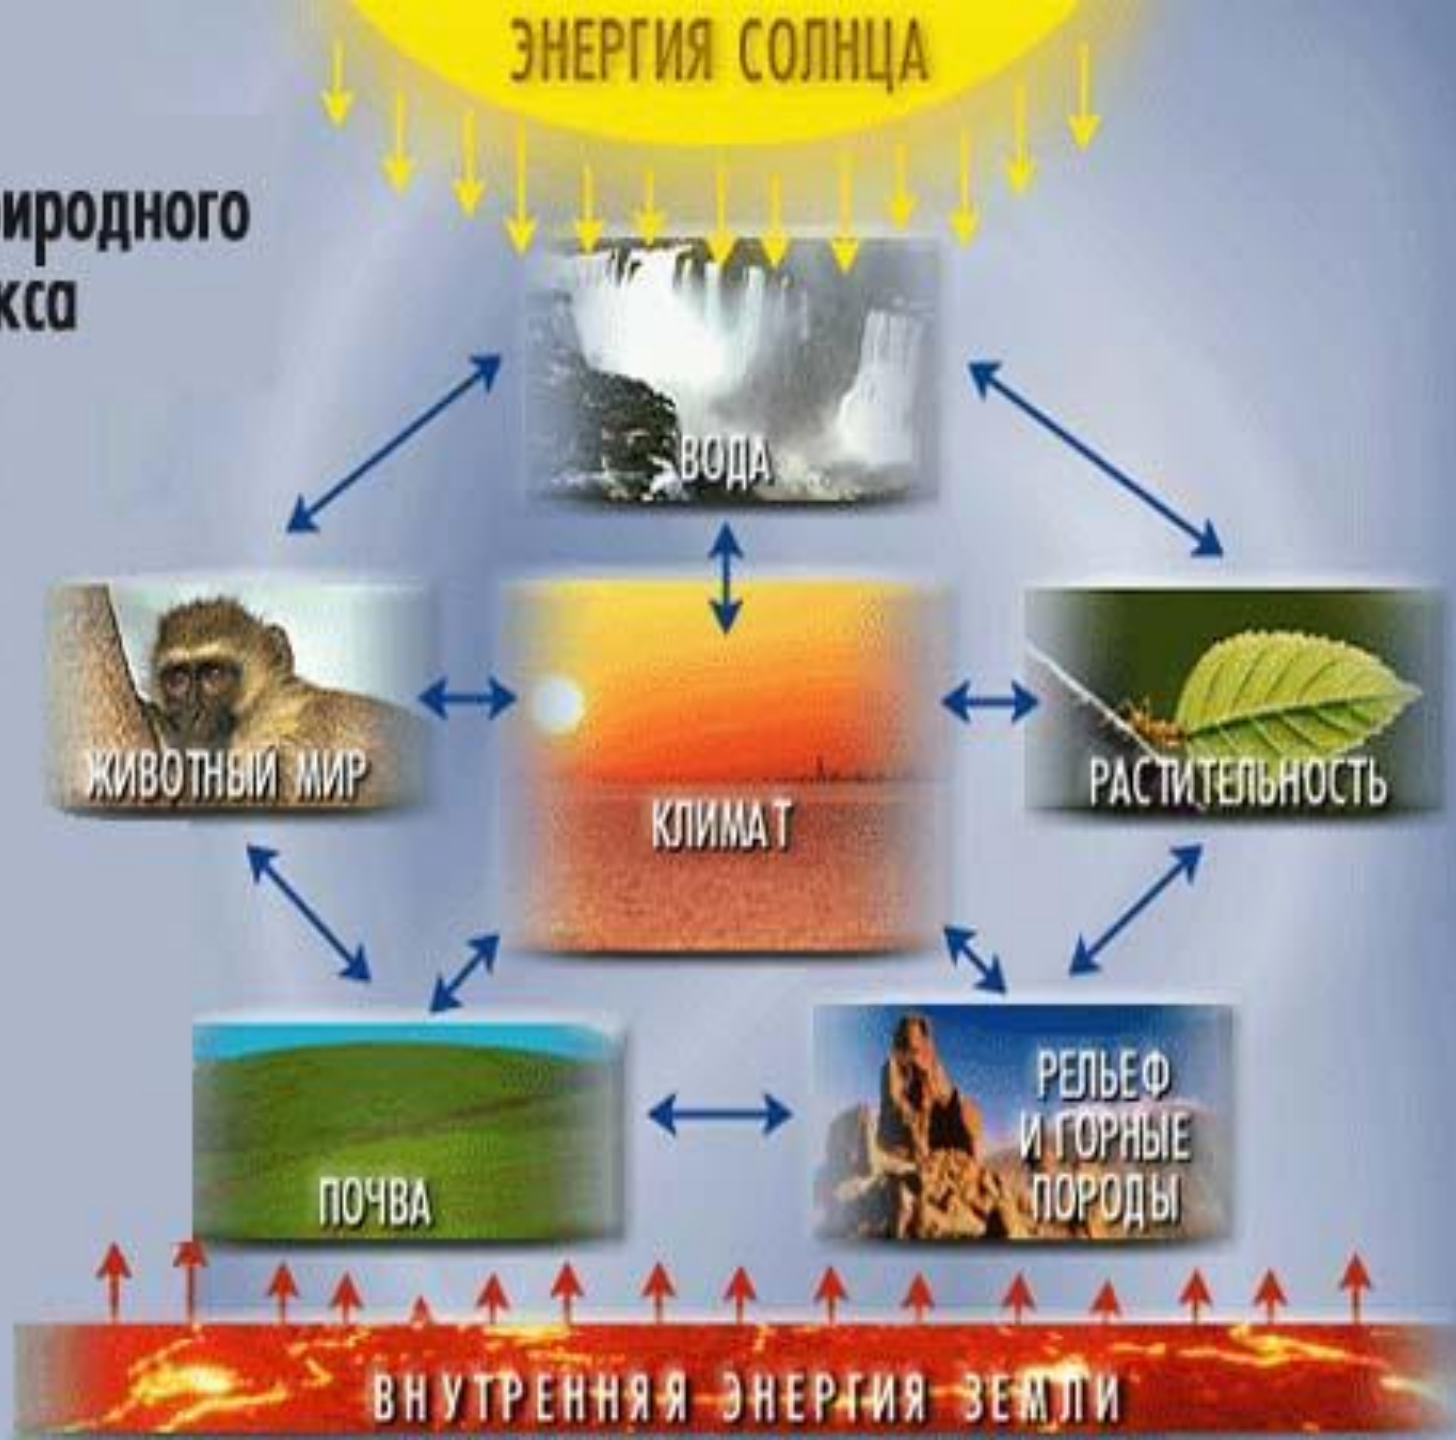 ЭНЕРГИЯ СОЛНЦА
иродного
кса
ВОДА
ЖИВОТНЫЙ МИР
КЛИМАТ
РАСТИТЕЛЬНОСТЬ
ПОЧВА
РЕЛЬЕФ
И ГОРНЫЕ
ПОРОДЫ
ВНУТРЕННЯЯ ЭНЕРГИЯ ЗЕМЛИ